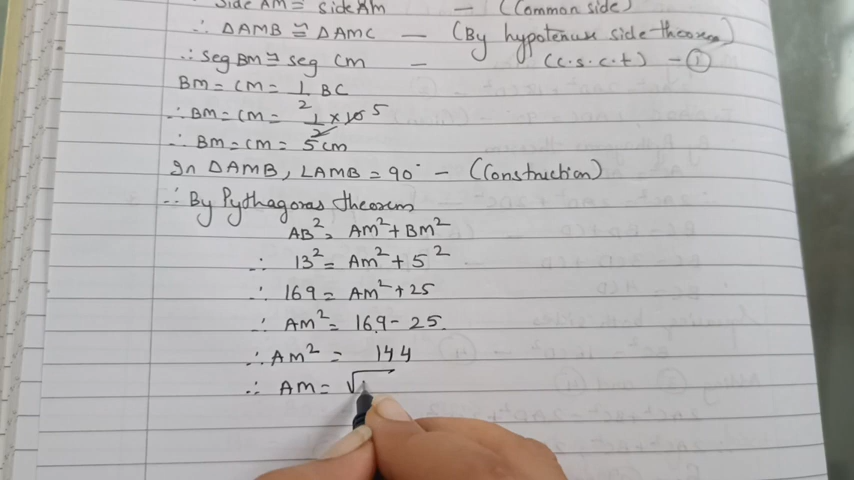 Side AM ≅ Side AM — (Common side)
∴ ΔAMB ≅ ΔAMC — (By hypotenuse side theorem)
∴ seg BM ≅ seg CM — (c.s.c.t) — ①
BM = CM = 1/2 BC
∴ BM = CM = 1/2 × 10 5
∴ BM = CM = 5 cm
In ΔAMB, ∠AMB = 90° — (Construction)
∴ By Pythagoras theorem
AB² = AM² + BM²
∴ 13² = AM² + 5²
∴ 169 = AM² + 25
∴ AM² = 169 - 25
∴ AM² = 144
∴ AM = √